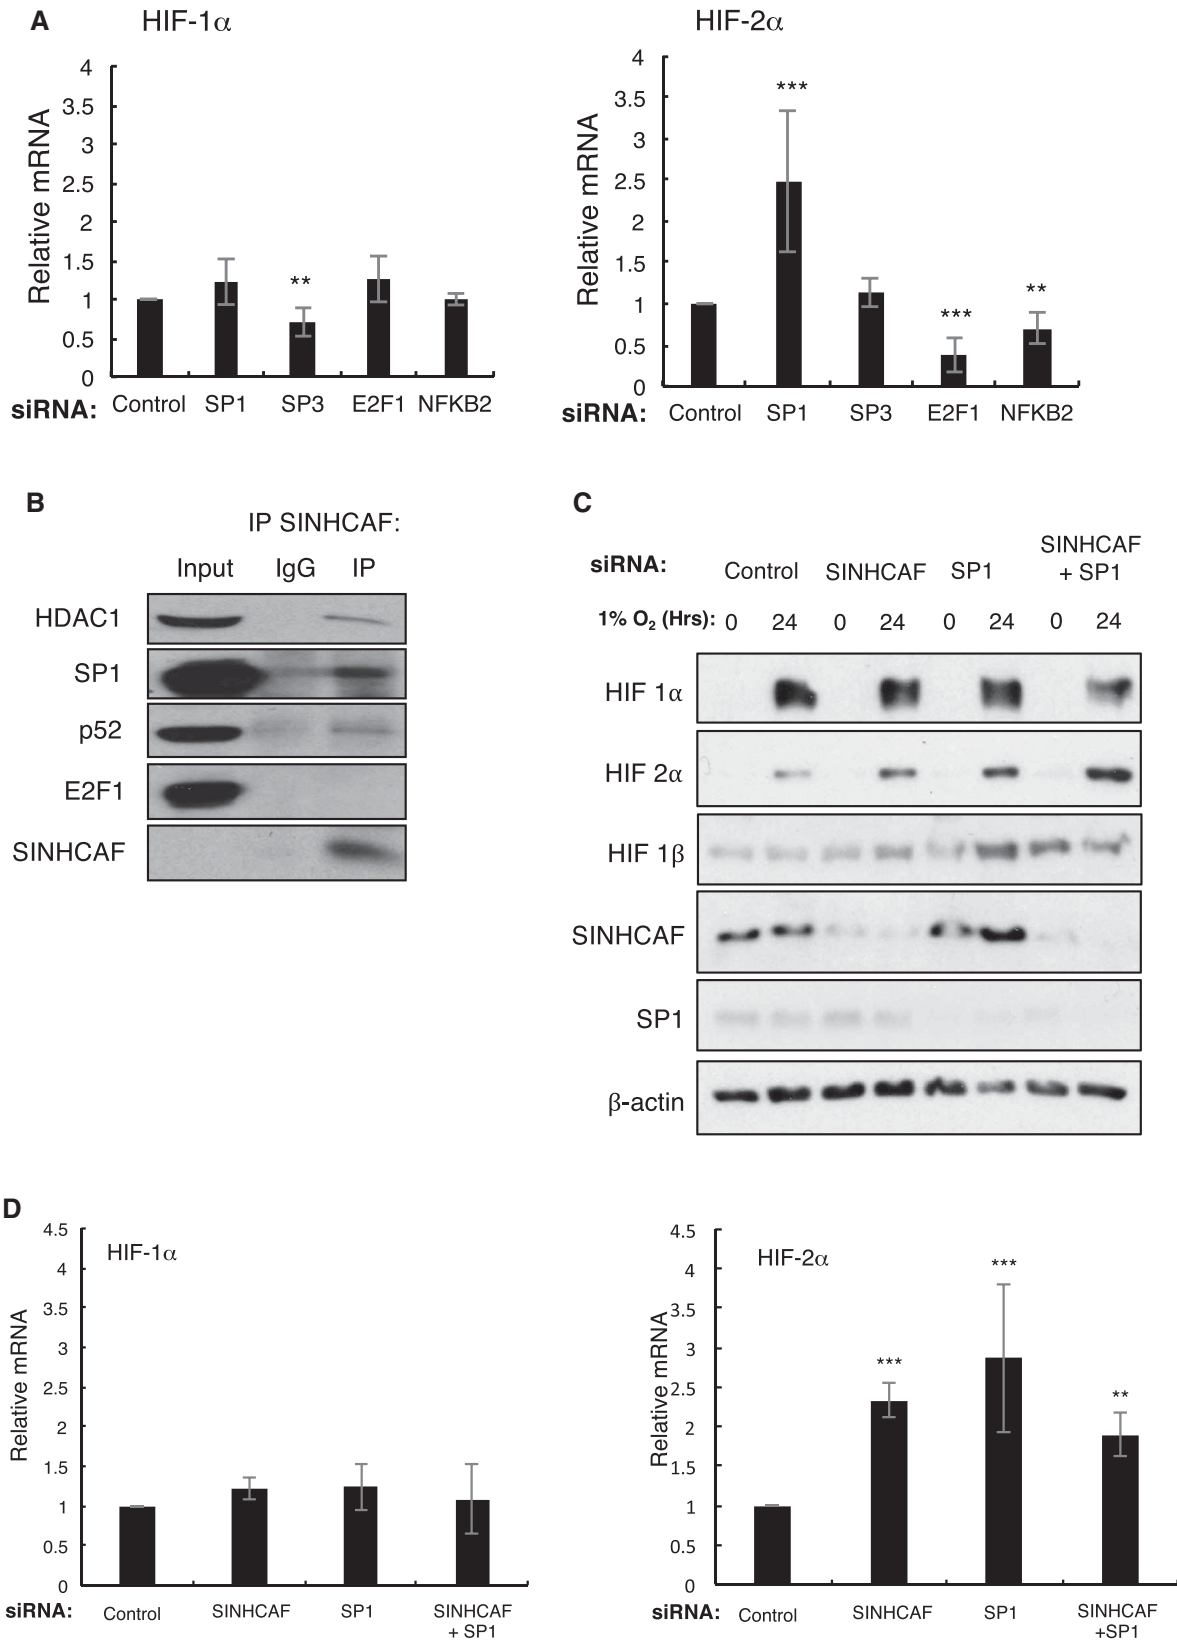 A
HIF-1α
Relative mRNA
4
3.5
3
2.5
2
1.5
1
0.5
0
**
siRNA: Control SP1 SP3 E2F1 NFKB2
HIF-2α
Relative mRNA
4
3.5
3
2.5
2
1.5
1
0.5
0
***
***
**
siRNA: Control SP1 SP3 E2F1 NFKB2
B
IP SINHCAF:
Input IgG IP
HDAC1
SP1
p52
E2F1
SINHCAF
C
siRNA: Control SINHCAF SP1 SINHCAF + SP1
1% O₂ (Hrs): 0 24 0 24 0 24 0 24
HIF 1α
HIF 2α
HIF 1β
SINHCAF
SP1
β-actin
D
HIF-1α
Relative mRNA
4.5
4
3.5
3
2.5
2
1.5
1
0.5
0
siRNA: Control SINHCAF SP1 SINHCAF + SP1
HIF-2α
Relative mRNA
4.5
4
3.5
3
2.5
2
1.5
1
0.5
0
***
***
**
siRNA: Control SINHCAF SP1 SINHCAF +SP1